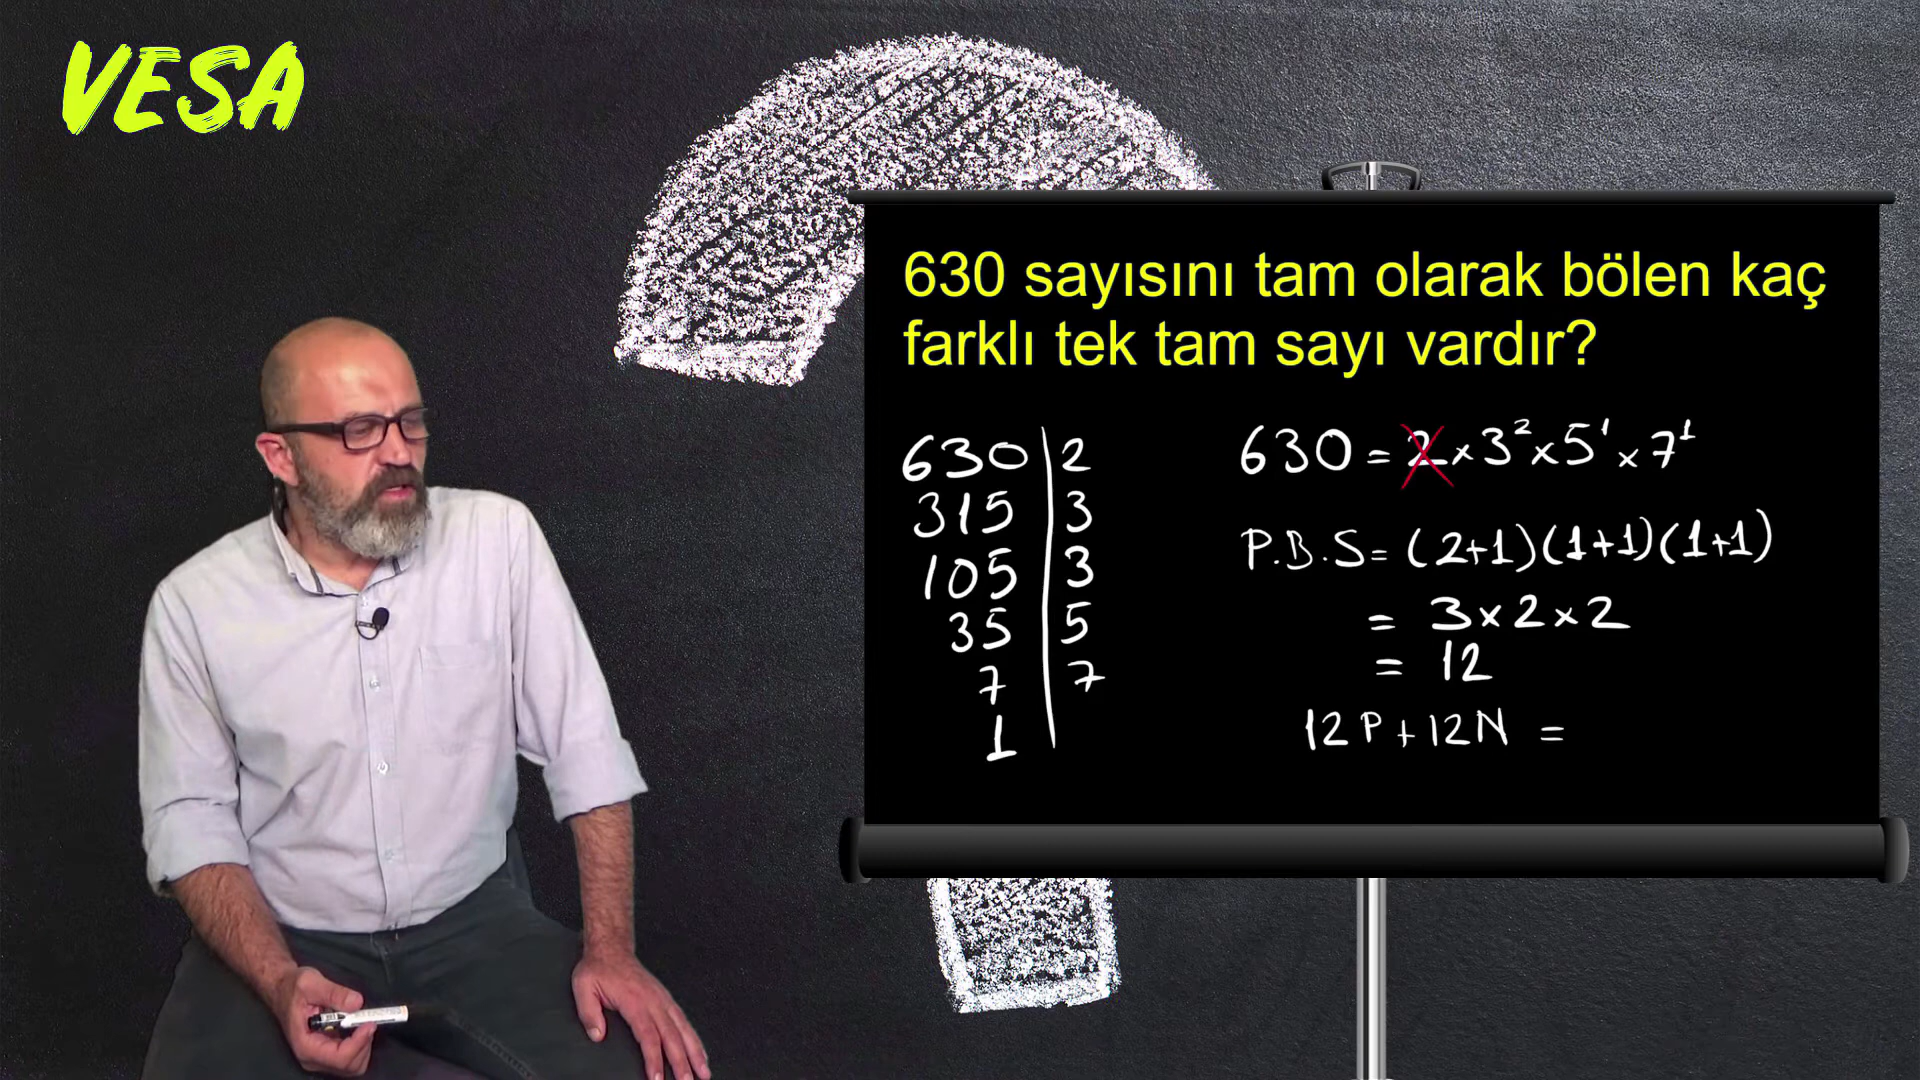 VESA
630 sayısını tam olarak bölen kaç
farklı tek tam sayı vardır?
630 | 2
315 | 3
105 | 3
35 | 5
7 | 7
1
630 = 2 x 3² x 5¹ x 7¹
P.B.S = (2+1)(1+1)(1+1)
= 3 x 2 x 2
= 12
12P + 12N =